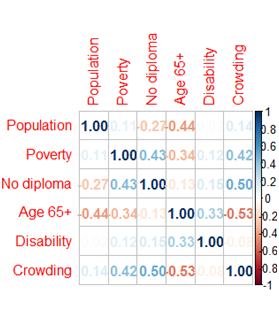 Population
Poverty
No diploma
Age 65+
Disability
Crowding
Population 1.00 0.11 -0.27 -0.44 0.14
Poverty 0.11 1.00 0.43 -0.34 0.12 0.42
No diploma -0.27 0.43 1.00 -0.13 0.15 0.50
Age 65+ -0.44 -0.34 -0.13 1.00 0.33 -0.53
Disability 0.12 0.15 0.33 1.00 -0.08
Crowding 0.14 0.42 0.50 -0.53 -0.08 1.00
1
0.8
0.6
0.4
0.2
0
-0.2
-0.4
-0.6
-0.8
-1